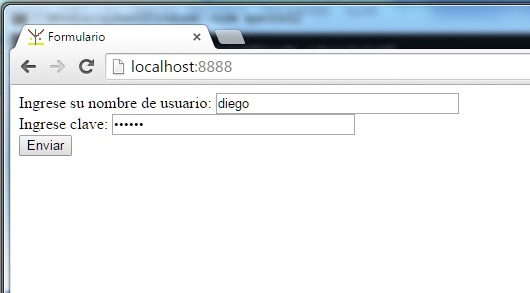 Formulario
localhost:8888
Ingrese su nombre de usuario: diego
Ingrese clave: ••••••
Enviar